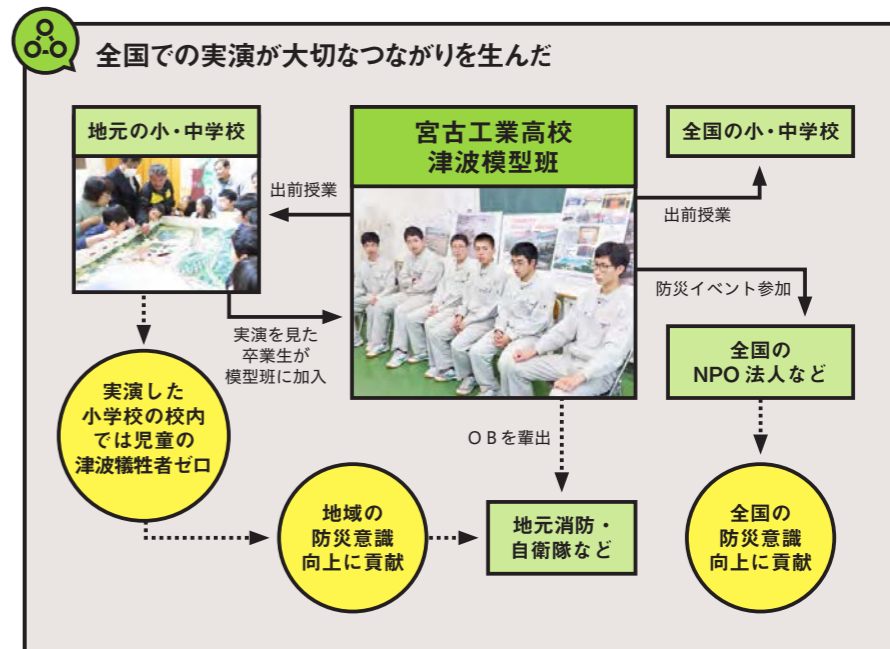 全国での実演が大切なつながりを生んだ
地元の小・中学校
宮古工業高校
津波模型班
全国の小・中学校
出前授業
出前授業
防災イベント参加
実演を見た
卒業生が
模型班に加入
全国の
NPO法人など
実演した
小学校の校内
では児童の
津波犠牲者ゼロ
OBを輩出
地域の
防災意識
向上に貢献
地元消防・
自衛隊など
全国の
防災意識
向上に貢献